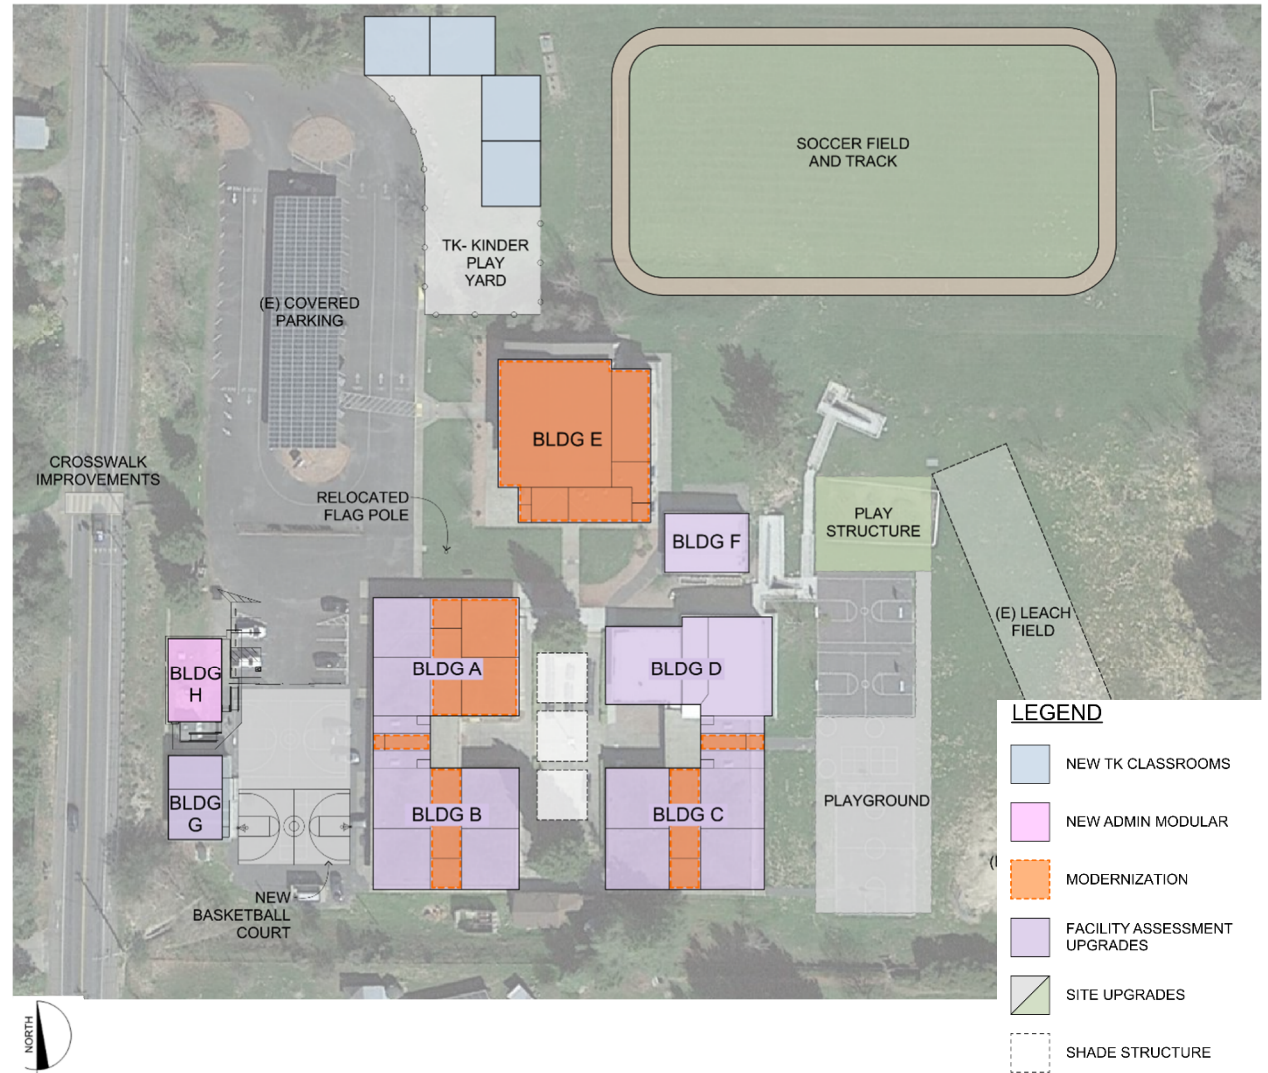 SOCCER FIELD
AND TRACK
TK- KINDER
PLAY
YARD
(E) COVERED
PARKING
BLDG E
CROSSWALK
IMPROVEMENTS
RELOCATED
FLAG POLE
PLAY
STRUCTURE
BLDG F
(E) LEACH
FIELD
BLDG
H
BLDG A
BLDG D
BLDG
G
BLDG B
BLDG C
PLAYGROUND
NEW
BASKETBALL
COURT
LEGEND
NEW TK CLASSROOMS
NEW ADMIN MODULAR
MODERNIZATION
FACILITY ASSESSMENT
UPGRADES
SITE UPGRADES
SHADE STRUCTURE
NORTH